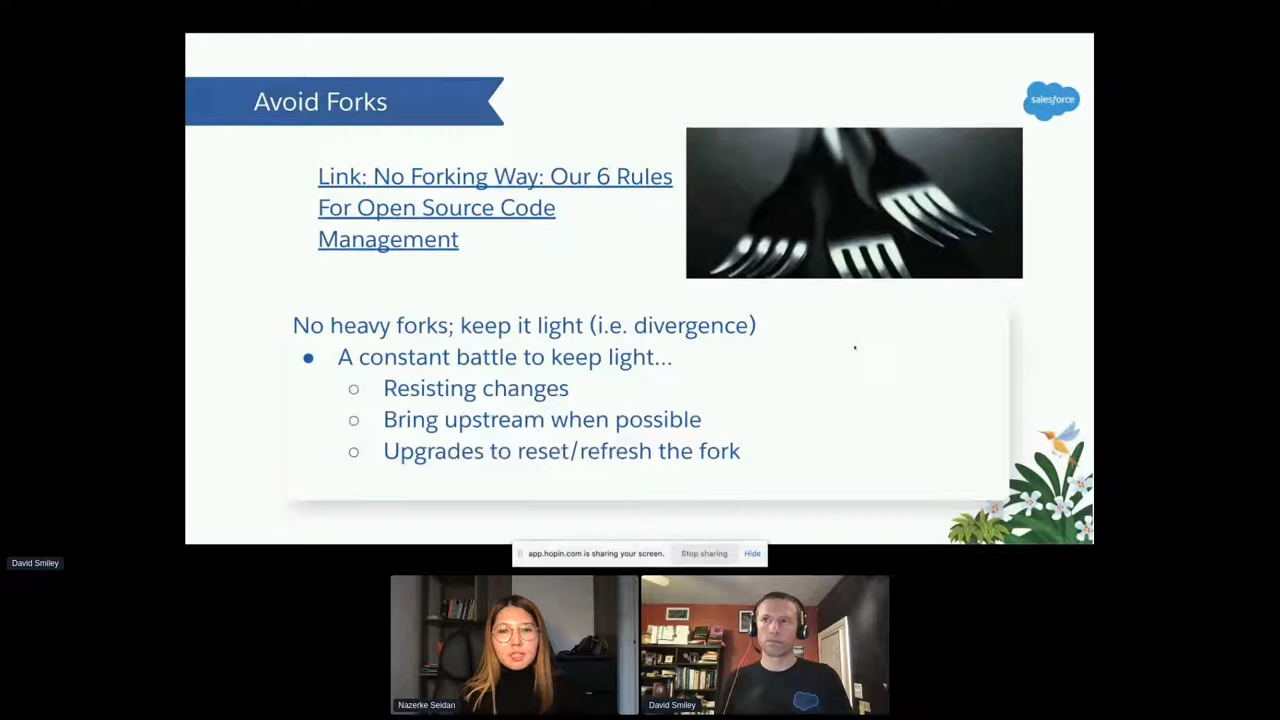 Avoid Forks
salesforce
Link: No Forking Way: Our 6 Rules
For Open Source Code
Management
No heavy forks; keep it light (i.e. divergence)
● A constant battle to keep light...
○ Resisting changes
○ Bring upstream when possible
○ Upgrades to reset/refresh the fork
app.hopin.com is sharing your screen.
Stop sharing
Hide
David Smiley
Nazerke Seidan
David Smiley